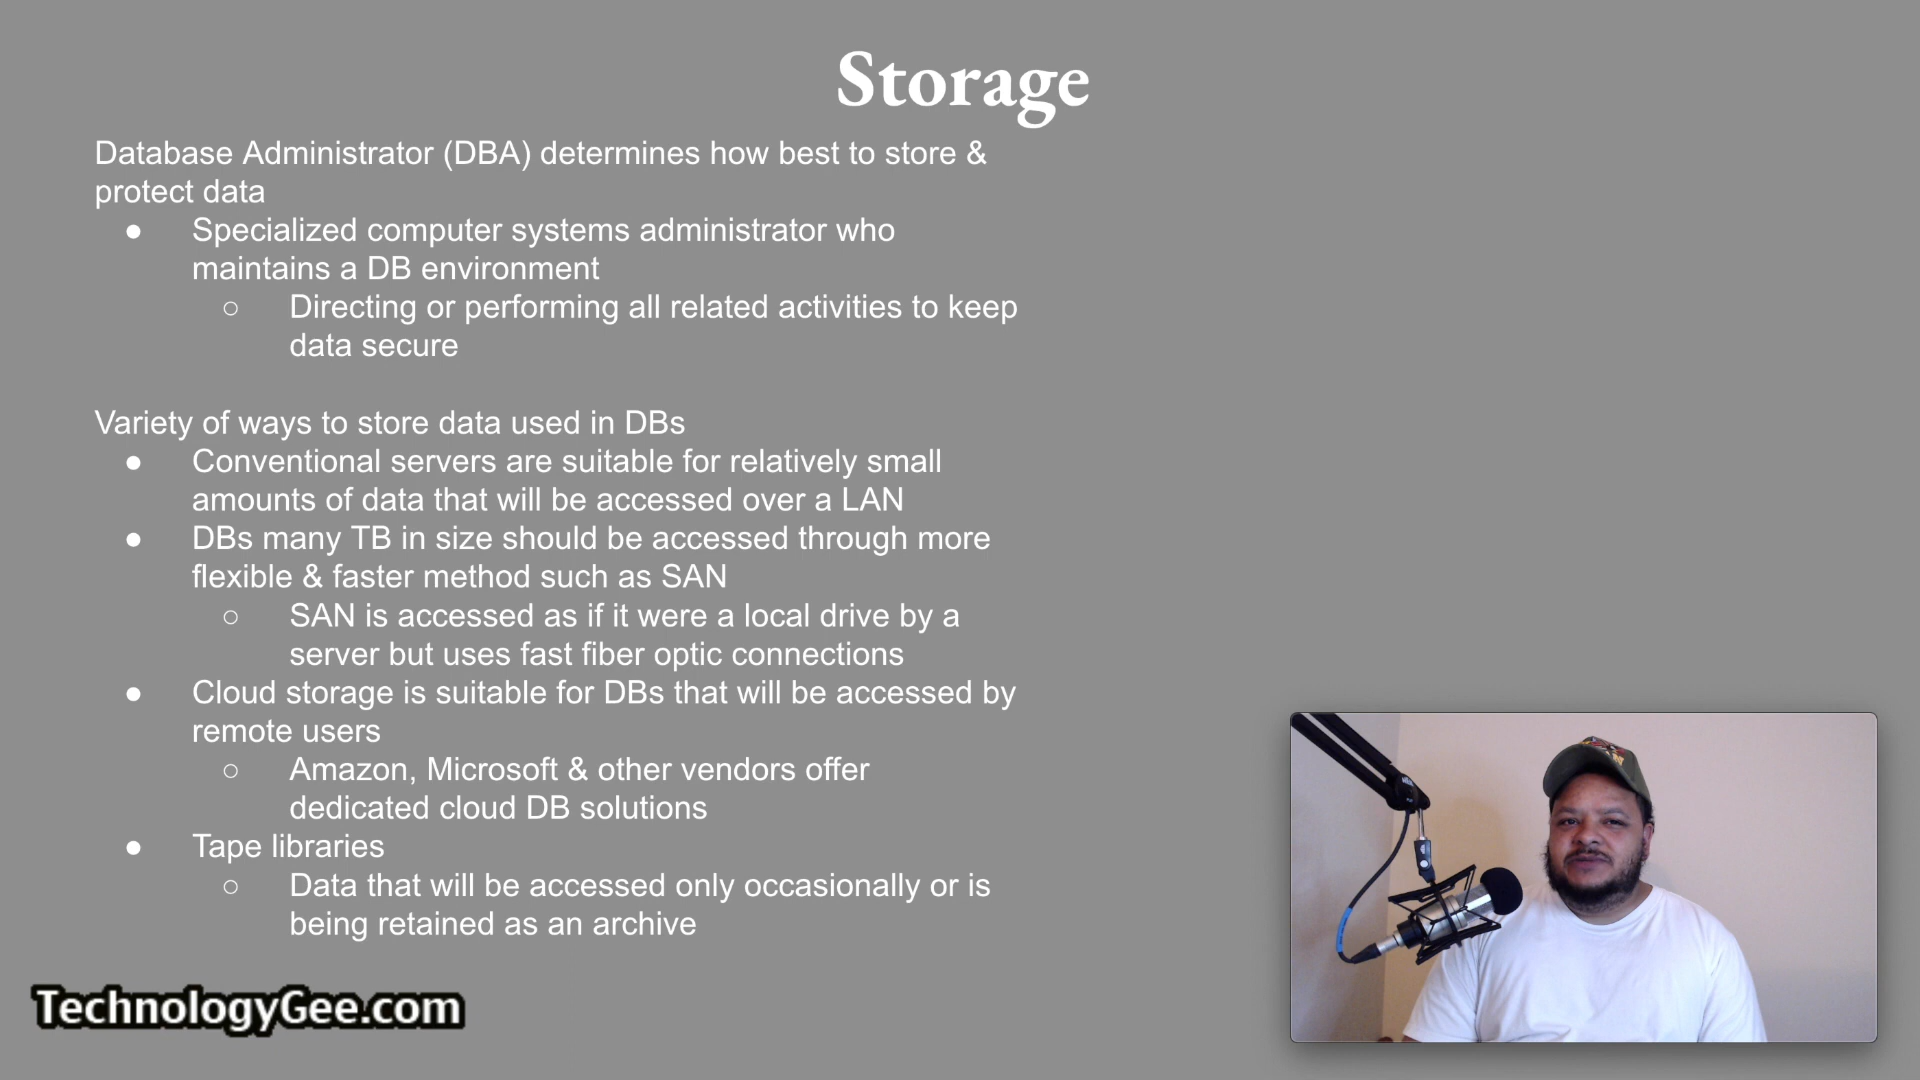 Storage
Database Administrator (DBA) determines how best to store &
protect data
● Specialized computer systems administrator who
maintains a DB environment
○ Directing or performing all related activities to keep
data secure
Variety of ways to store data used in DBs
● Conventional servers are suitable for relatively small
amounts of data that will be accessed over a LAN
● DBs many TB in size should be accessed through more
flexible & faster method such as SAN
○ SAN is accessed as if it were a local drive by a
server but uses fast fiber optic connections
● Cloud storage is suitable for DBs that will be accessed by
remote users
○ Amazon, Microsoft & other vendors offer
dedicated cloud DB solutions
● Tape libraries
○ Data that will be accessed only occasionally or is
being retained as an archive
TechnologyGee.com